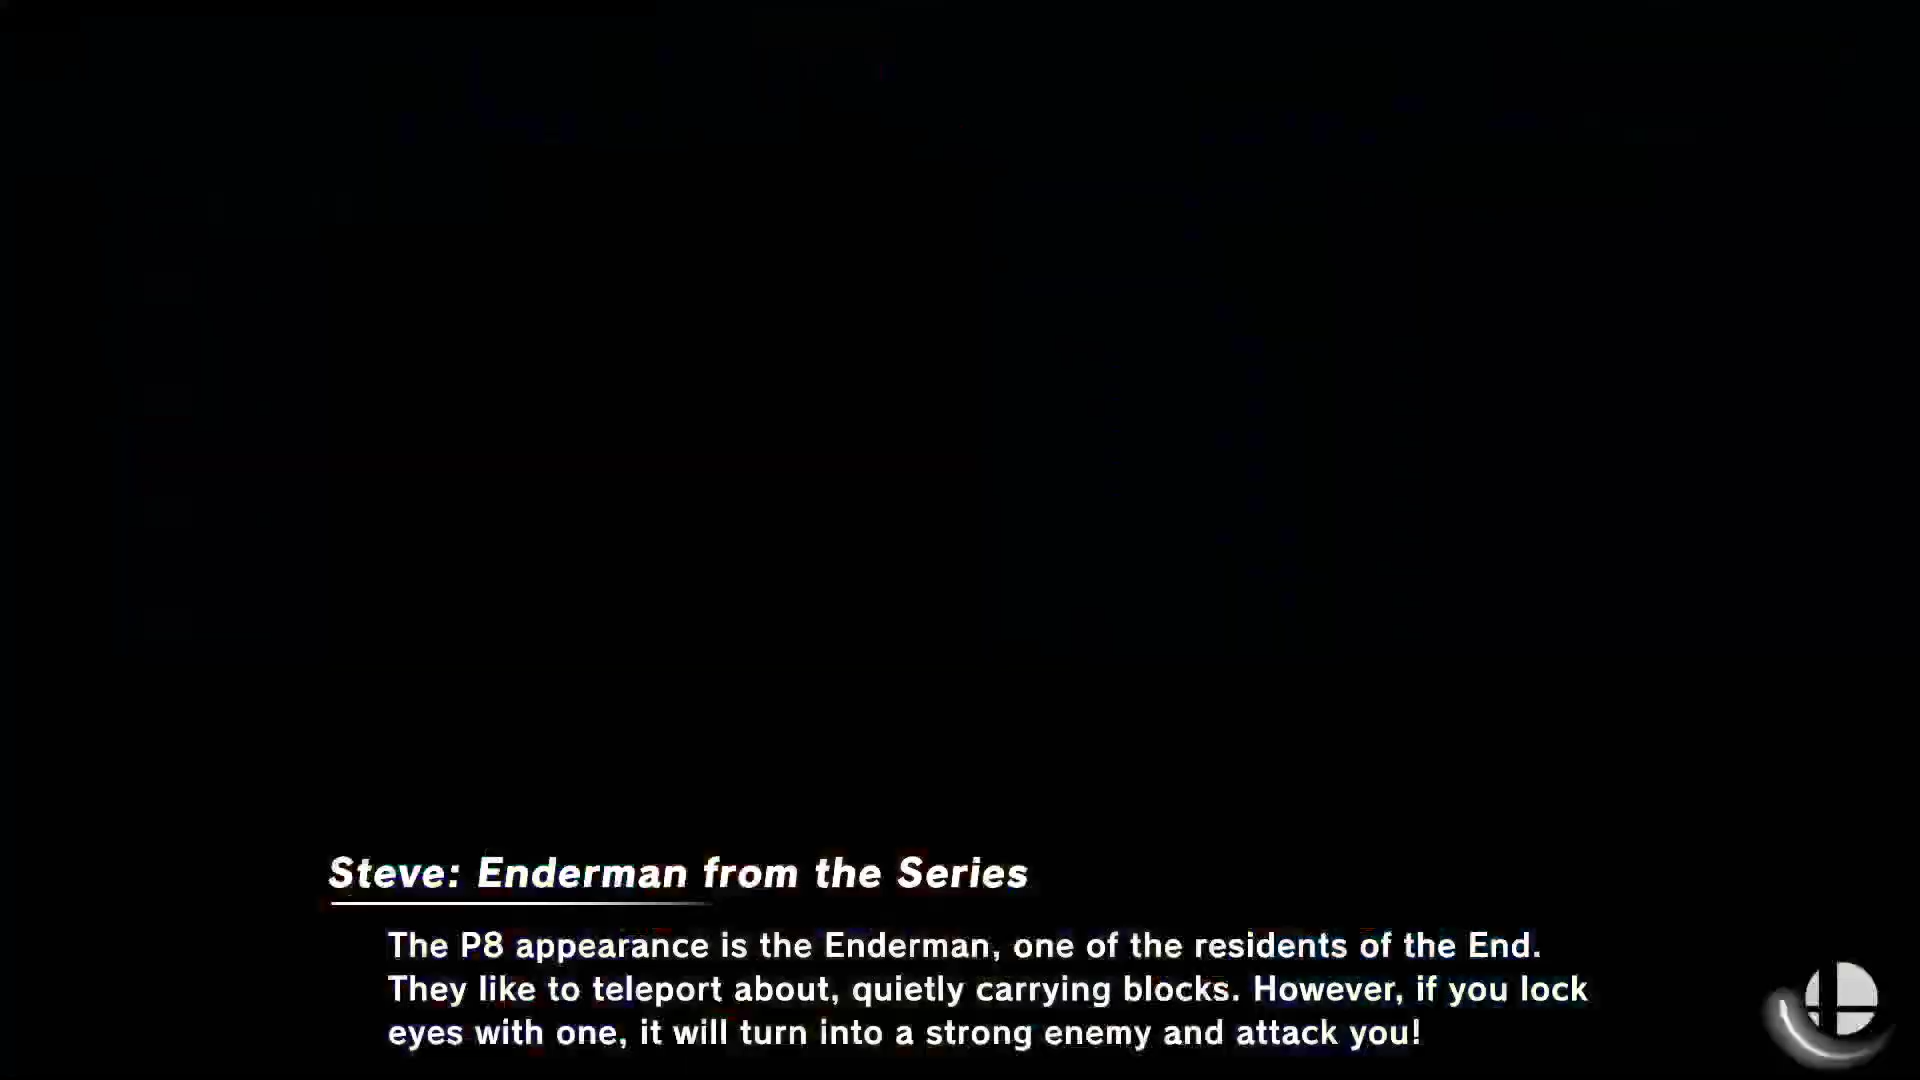 Steve: Enderman from the Series
The P8 appearance is the Enderman, one of the residents of the End.
They like to teleport about, quietly carrying blocks. However, if you lock
eyes with one, it will turn into a strong enemy and attack you!